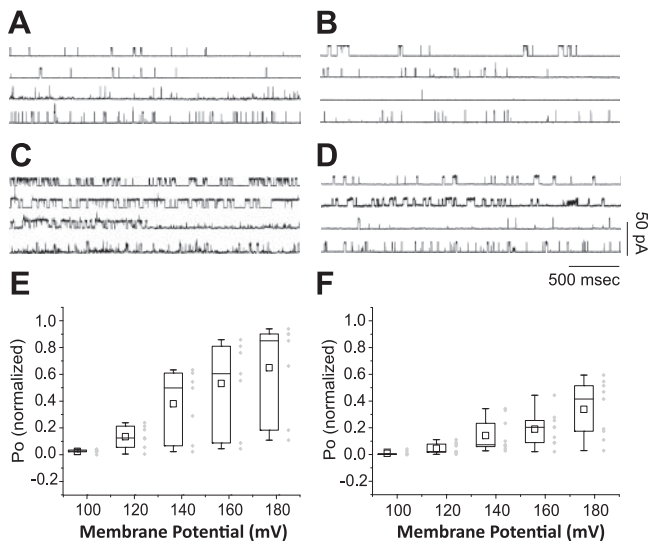 A
B
C
D
50 pA
500 msec
E
F
Po (normalized)
1.0
0.8
0.6
0.4
0.2
0.0
-0.2
100 120 140 160 180
Membrane Potential (mV)
Po (normalized)
1.0
0.8
0.6
0.4
0.2
0.0
-0.2
100 120 140 160 180
Membrane Potential (mV)